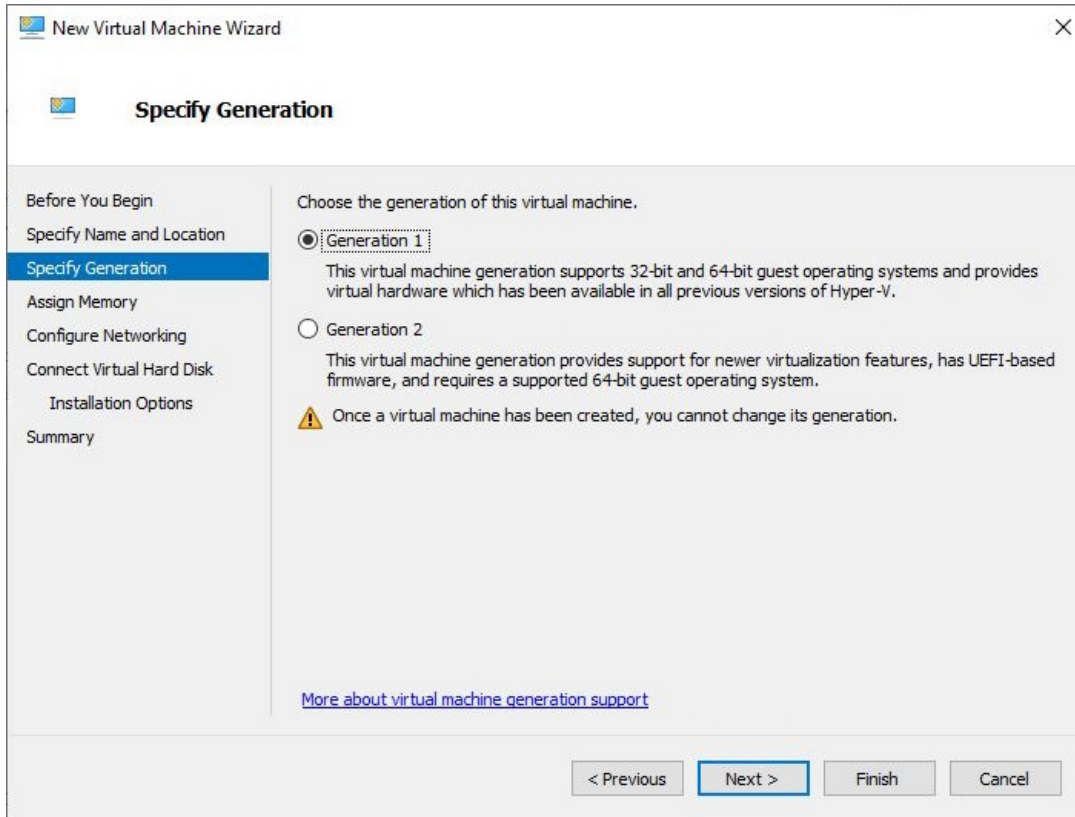 New Virtual Machine Wizard
Specify Generation
Before You Begin
Specify Name and Location
Specify Generation
Assign Memory
Configure Networking
Connect Virtual Hard Disk
Installation Options
Summary
Choose the generation of this virtual machine.
Generation 1
This virtual machine generation supports 32-bit and 64-bit guest operating systems and provides
virtual hardware which has been available in all previous versions of Hyper-V.
Generation 2
This virtual machine generation provides support for newer virtualization features, has UEFI-based
firmware, and requires a supported 64-bit guest operating system.
Once a virtual machine has been created, you cannot change its generation.
More about virtual machine generation support
< Previous
Next >
Finish
Cancel